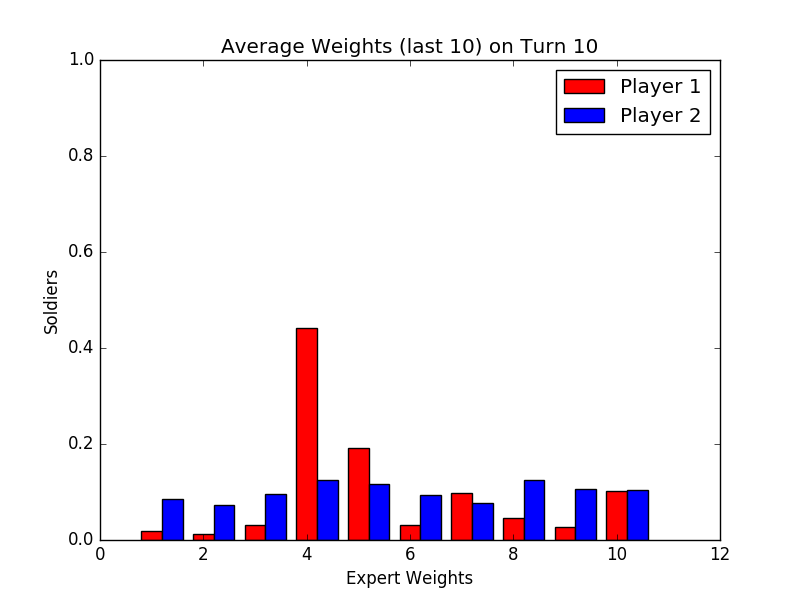 Average Weights (last 10) on Turn 10
1.0
0.8
0.6
0.4
0.2
0.0
Soldiers
Player 1
Player 2
0 2 4 6 8 10 12
Expert Weights